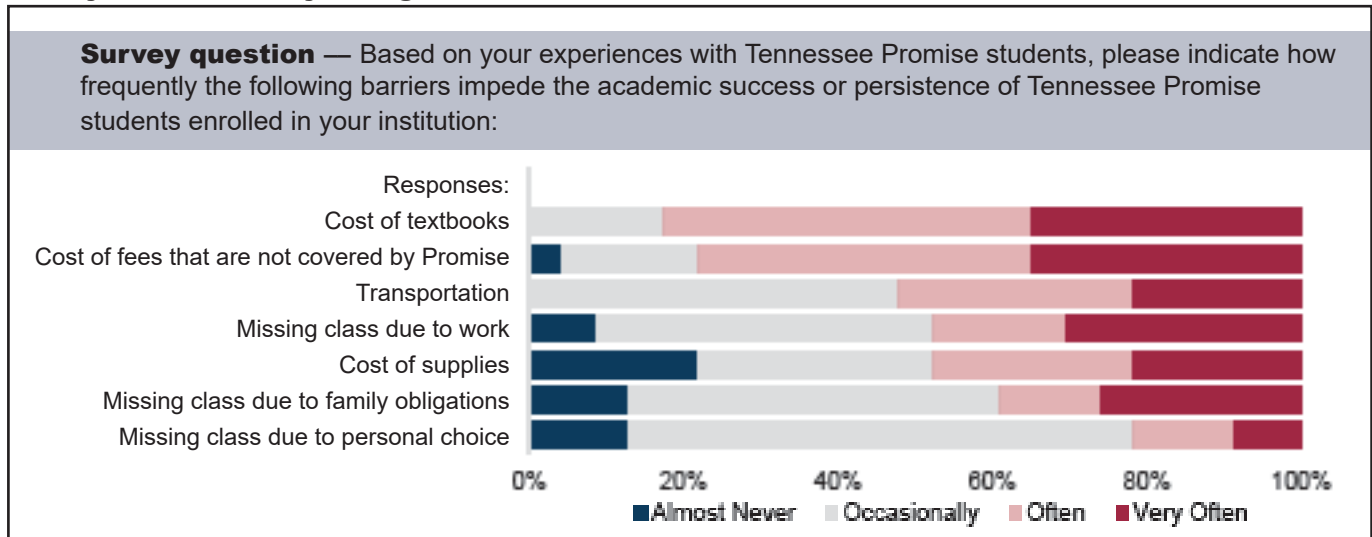 Survey question — Based on your experiences with Tennessee Promise students, please indicate how
frequently the following barriers impede the academic success or persistence of Tennessee Promise
students enrolled in your institution:
Responses:
Cost of textbooks
Cost of fees that are not covered by Promise
Transportation
Missing class due to work
Cost of supplies
Missing class due to family obligations
Missing class due to personal choice
0% 20% 40% 60% 80% 100%
Almost Never Occasionally Often Very Often